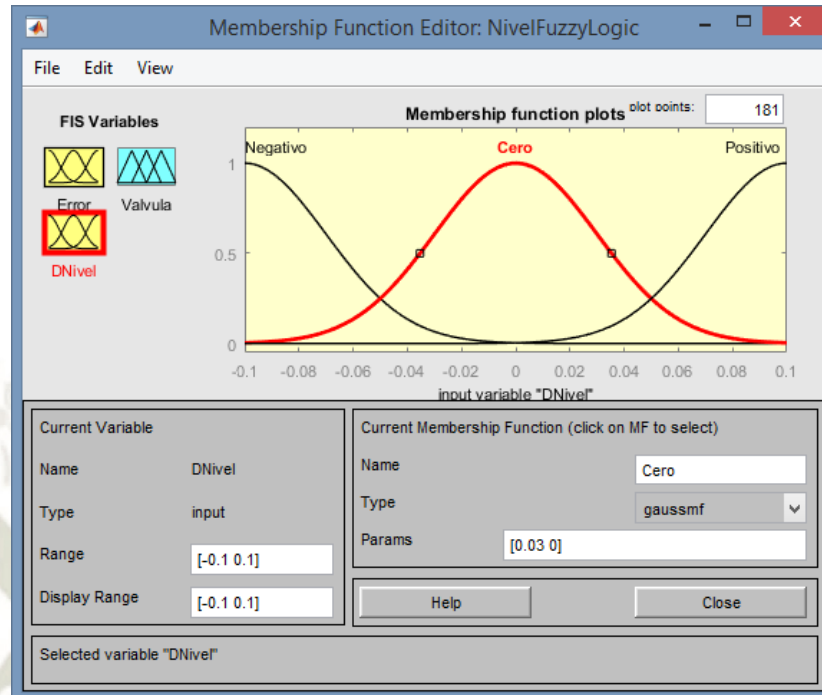 Membership Function Editor: NivelFuzzyLogic
File Edit View
FIS Variables
Error Valvula
DNivel
Membership function plots plot points: 181
Negativo Cero Positivo
1
0.5
0
-0.1 -0.08 -0.06 -0.04 -0.02 0 0.02 0.04 0.06 0.08 0.1
input variable "DNivel"
Current Variable
Name DNivel
Type input
Range [-0.1 0.1]
Display Range [-0.1 0.1]
Current Membership Function (click on MF to select)
Name Cero
Type gaussmf
Params [0.03 0]
Help Close
Selected variable "DNivel"